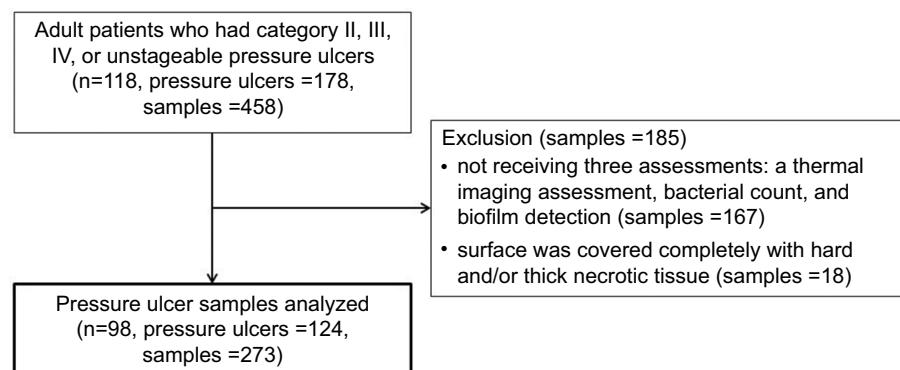 Adult patients who had category II, III,
IV, or unstageable pressure ulcers
(n=118, pressure ulcers =178,
samples =458)
Exclusion (samples =185)
• not receiving three assessments: a thermal
imaging assessment, bacterial count, and
biofilm detection (samples =167)
• surface was covered completely with hard
and/or thick necrotic tissue (samples =18)
Pressure ulcer samples analyzed
(n=98, pressure ulcers =124,
samples =273)